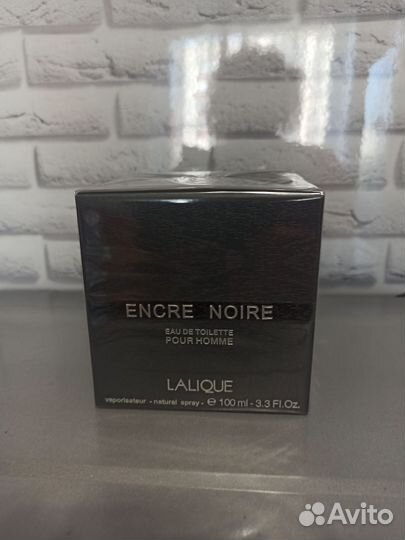 ENCRE NOIRE
EAU DE TOILETTE
POUR HOMME
LALIQUE
vaporisateur - natural spray - ℮ 100 ml - 3.3 Fl.Oz.
Avito